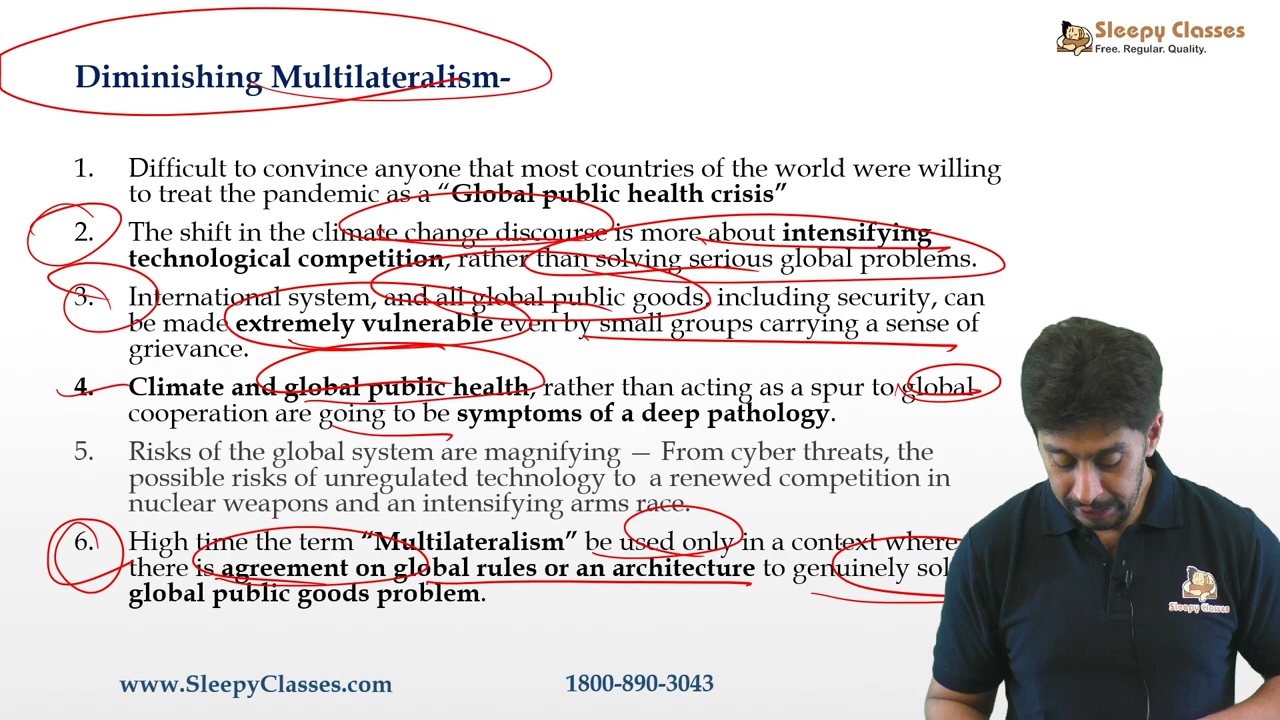 Sleepy Classes
Free. Regular. Quality.
Diminishing Multilateralism-
1. Difficult to convince anyone that most countries of the world were willing
to treat the pandemic as a “Global public health crisis”
2. The shift in the climate change discourse is more about intensifying
technological competition, rather than solving serious global problems.
3. International system, and all global public goods, including security, can
be made extremely vulnerable even by small groups carrying a sense of
grievance.
4. Climate and global public health, rather than acting as a spur to global
cooperation are going to be symptoms of a deep pathology.
5. Risks of the global system are magnifying — From cyber threats, the
possible risks of unregulated technology to a renewed competition in
nuclear weapons and an intensifying arms race.
6. High time the term “Multilateralism” be used only in a context where
there is agreement on global rules or an architecture to genuinely
global public goods problem.
Sleepy Classes
www.SleepyClasses.com
1800-890-3043